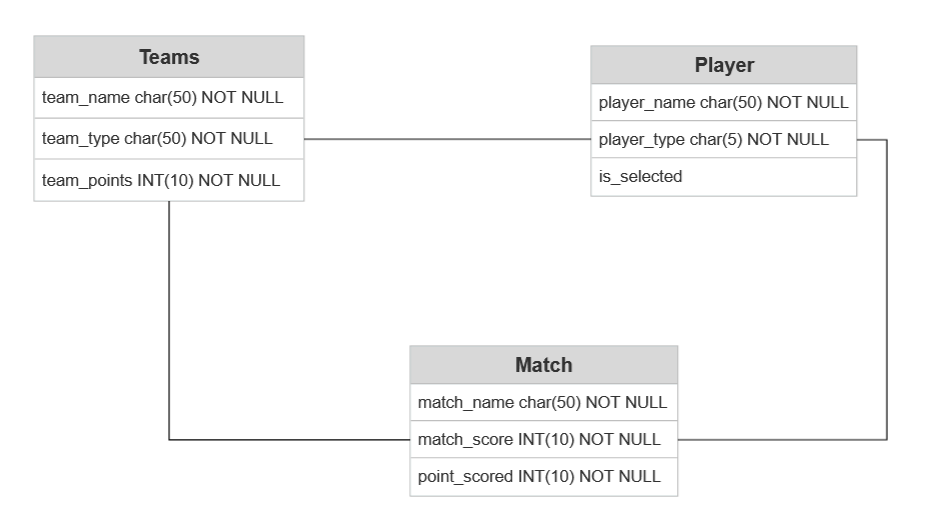 Teams
team_name char(50) NOT NULL
team_type char(50) NOT NULL
team_points INT(10) NOT NULL
Player
player_name char(50) NOT NULL
player_type char(5) NOT NULL
is_selected
Match
match_name char(50) NOT NULL
match_score INT(10) NOT NULL
point_scored INT(10) NOT NULL